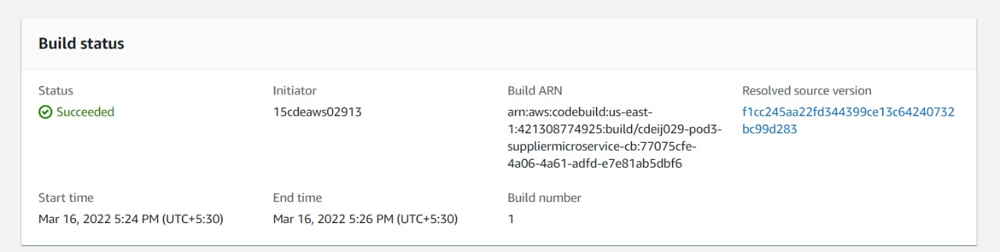 Build status
Status
Succeeded
Initiator
15cdeaws02913
Build ARN
arn:aws:codebuild:us-east-
1:421308774925:build/cdeij029-pod3-
suppliermicroservice-cb:77075cfe-
4a06-4a61-adfd-e7e81ab5dbf6
Resolved source version
f1cc245aa22fd344399ce13c64240732
bc99d283
Start time
Mar 16, 2022 5:24 PM (UTC+5:30)
End time
Mar 16, 2022 5:26 PM (UTC+5:30)
Build number
1